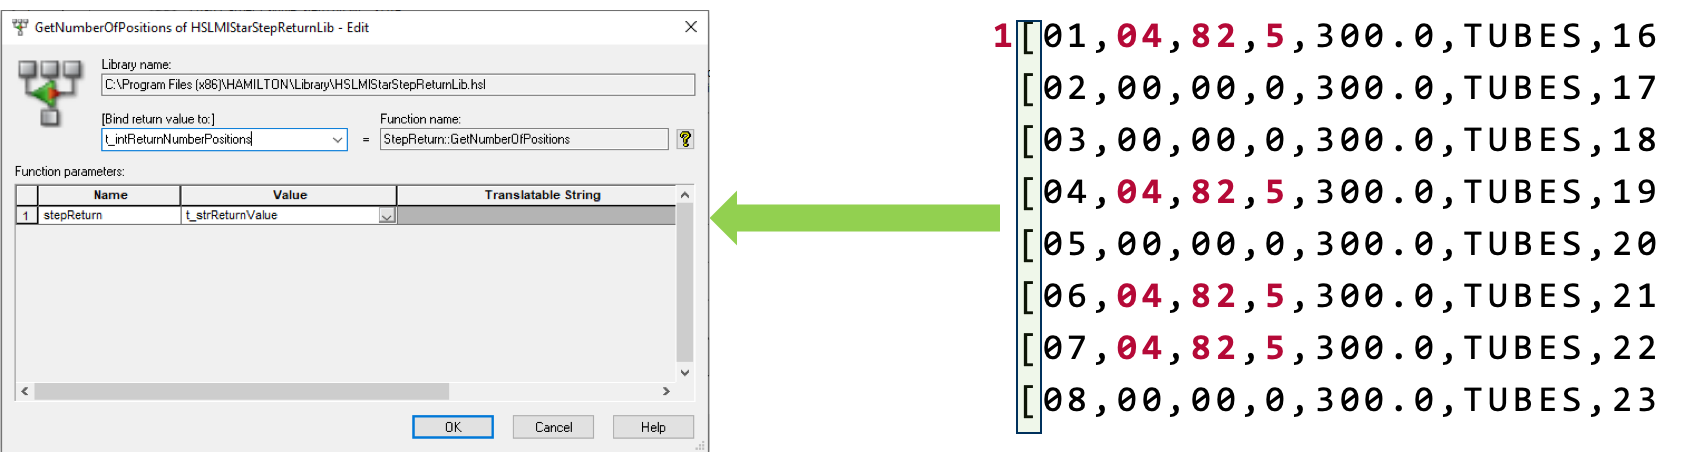 GetNumberOfPositions of HSLMlStarStepReturnLib - Edit
Library name:
C:\Program Files (x86)\HAMILTON\Library\HSLMlStarStepReturnLib.hsl
[Bind return value to:]
Function name:
t_intReturnNumberPositions
=
StepReturn::GetNumberOfPositions
?
Function parameters:
Name Value Translatable String
1 stepReturn t_strReturnValue
OK Cancel Help
1[01,04,82,5,300.0,TUBES,16
[02,00,00,0,300.0,TUBES,17
[03,00,00,0,300.0,TUBES,18
[04,04,82,5,300.0,TUBES,19
[05,00,00,0,300.0,TUBES,20
[06,04,82,5,300.0,TUBES,21
[07,04,82,5,300.0,TUBES,22
[08,00,00,0,300.0,TUBES,23